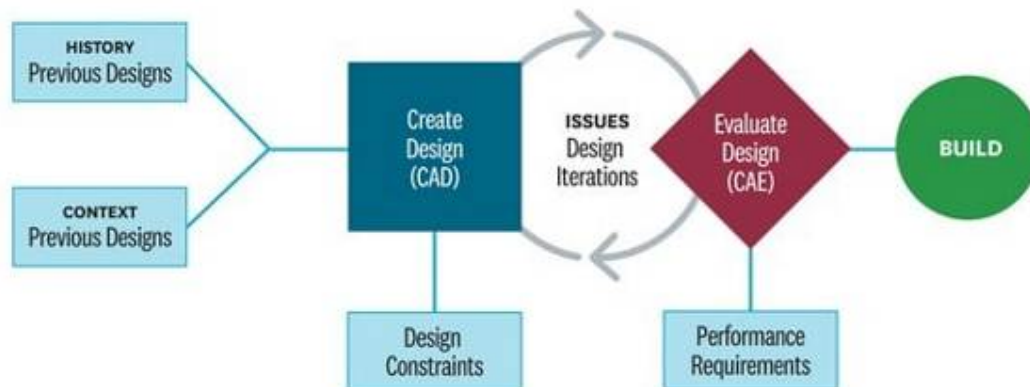 HISTORY
Previous Designs
CONTEXT
Previous Designs
Create
Design
(CAD)
Design
Constraints
ISSUES
Design
Iterations
Evaluate
Design
(CAE)
Performance
Requirements
BUILD